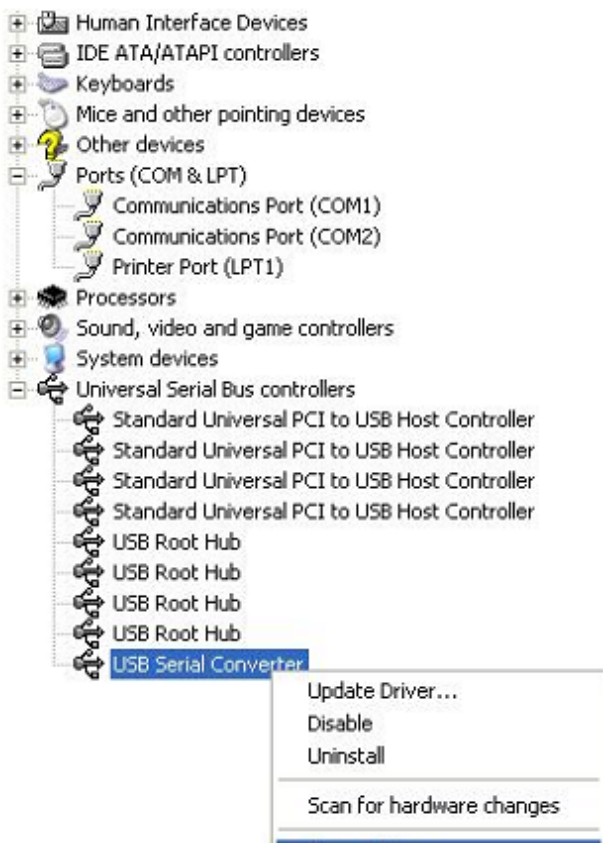 Human Interface Devices
IDE ATA/ATAPI controllers
Keyboards
Mice and other pointing devices
Other devices
Ports (COM & LPT)
Communications Port (COM1)
Communications Port (COM2)
Printer Port (LPT1)
Processors
Sound, video and game controllers
System devices
Universal Serial Bus controllers
Standard Universal PCI to USB Host Controller
Standard Universal PCI to USB Host Controller
Standard Universal PCI to USB Host Controller
Standard Universal PCI to USB Host Controller
USB Root Hub
USB Root Hub
USB Root Hub
USB Root Hub
USB Serial Converter
Update Driver...
Disable
Uninstall
Scan for hardware changes